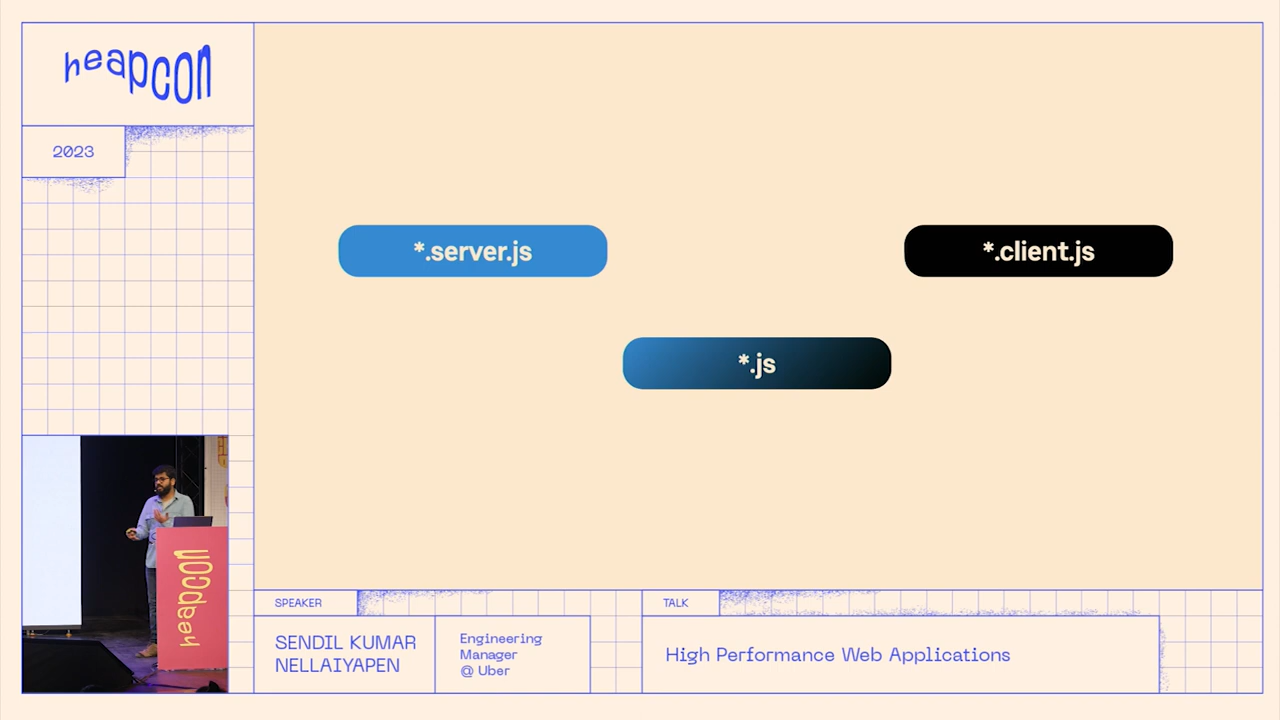 heapcon
2023
*.server.js
*.client.js
*.js
heapcon
SPEAKER
SENDIL KUMAR
NELLAIYAPEN
Engineering
Manager
@ Uber
TALK
High Performance Web Applications